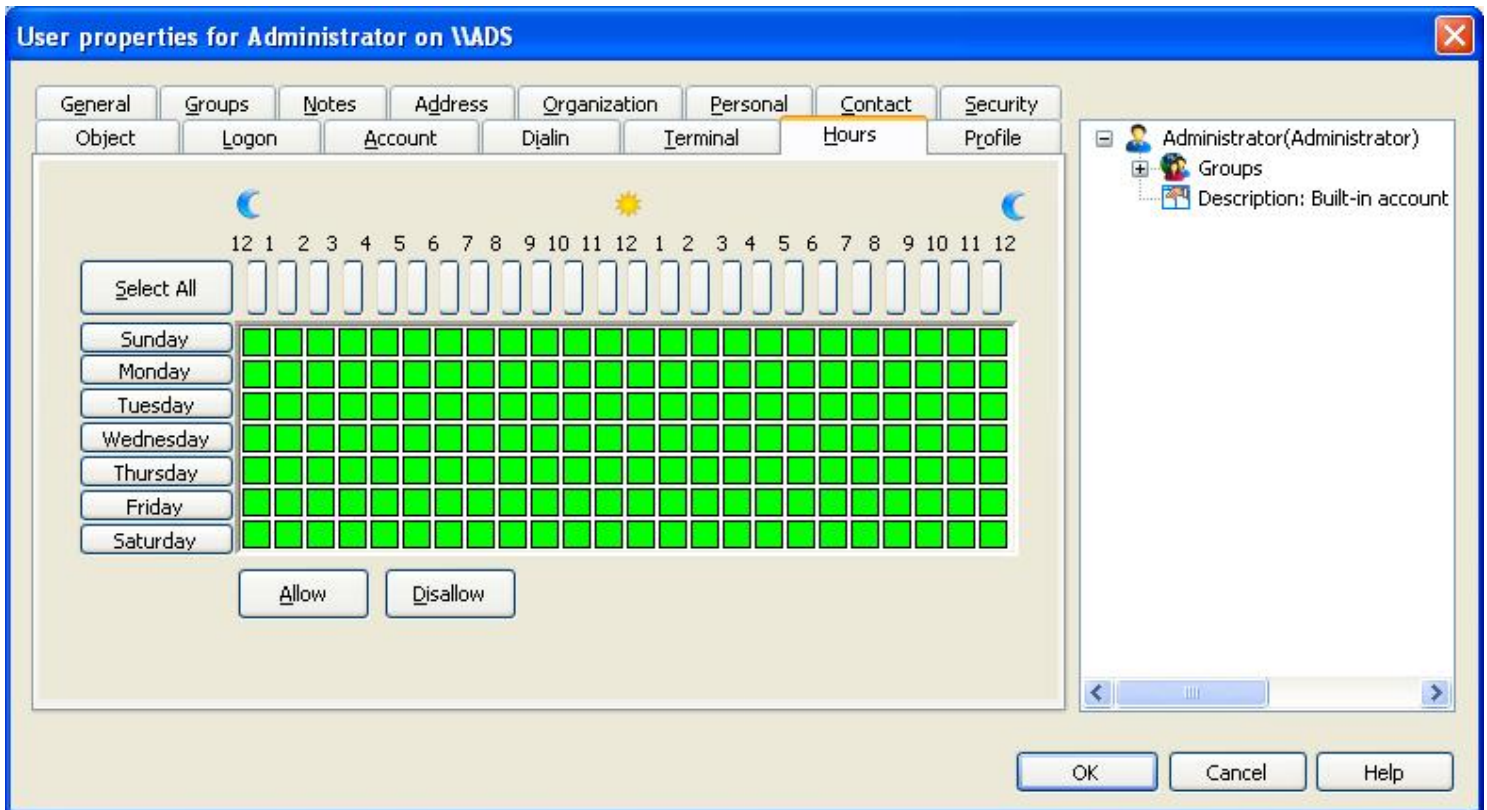 User properties for Administrator on \\ADS
General Groups Notes Address Organization Personal Contact Security
Object Logon Account Dialin Terminal Hours Profile
12 1 2 3 4 5 6 7 8 9 10 11 12 1 2 3 4 5 6 7 8 9 10 11 12
Select All
Sunday
Monday
Tuesday
Wednesday
Thursday
Friday
Saturday
Allow Disallow
Administrator(Administrator)
Groups
Description: Built-in account
OK Cancel Help